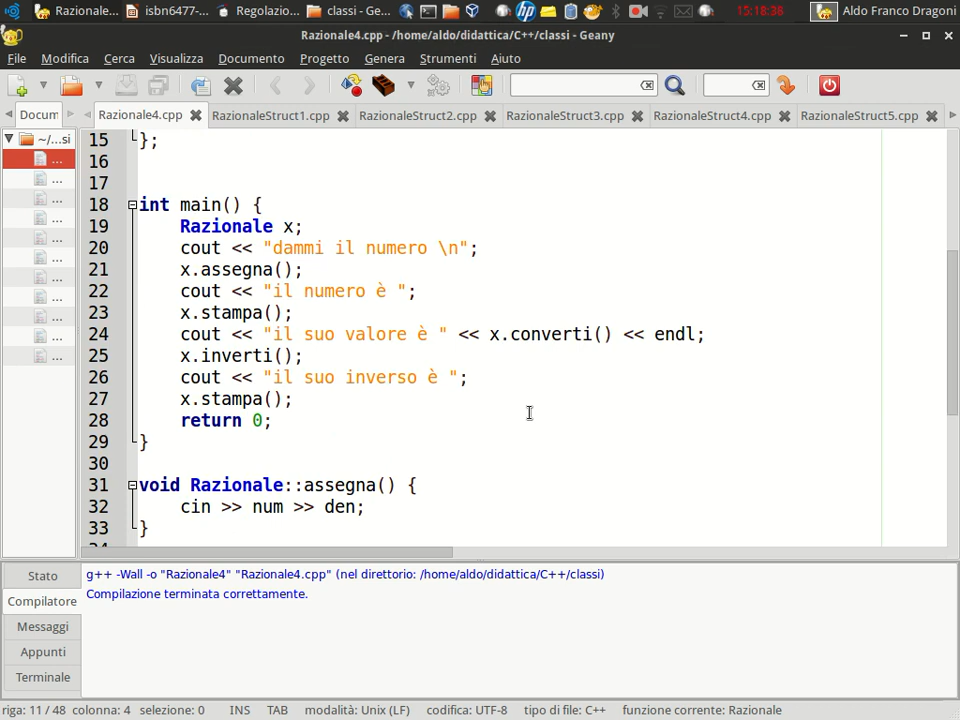 Razionale...
isbn6477-...
Regolazio...
classi - Ge...
15:18:38
Aldo Franco Dragoni
Razionale4.cpp - /home/aldo/didattica/C++/classi - Geany
File Modifica Cerca Visualizza Documento Progetto Genera Strumenti Aiuto
Docum Razionale4.cpp RazionaleStruct1.cpp RazionaleStruct2.cpp RazionaleStruct3.cpp RazionaleStruct4.cpp RazionaleStruct5.cpp
~/...si
...
...
...
...
...
...
...
...
...
...
...
15 };
16
17
18 int main() {
19 Razionale x;
20 cout << "dammi il numero \n";
21 x.assegna();
22 cout << "il numero è ";
23 x.stampa();
24 cout << "il suo valore è " << x.converti() << endl;
25 x.inverti();
26 cout << "il suo inverso è ";
27 x.stampa();
28 return 0;
29 }
30
31 void Razionale::assegna() {
32 cin >> num >> den;
33 }
Stato
Compilatore
Messaggi
Appunti
Terminale
g++ -Wall -o "Razionale4" "Razionale4.cpp" (nel direttorio: /home/aldo/didattica/C++/classi)
Compilazione terminata correttamente.
riga: 11 / 48 colonna: 4 selezione: 0 INS TAB modalità: Unix (LF) codifica: UTF-8 tipo di file: C++ funzione corrente: Razionale